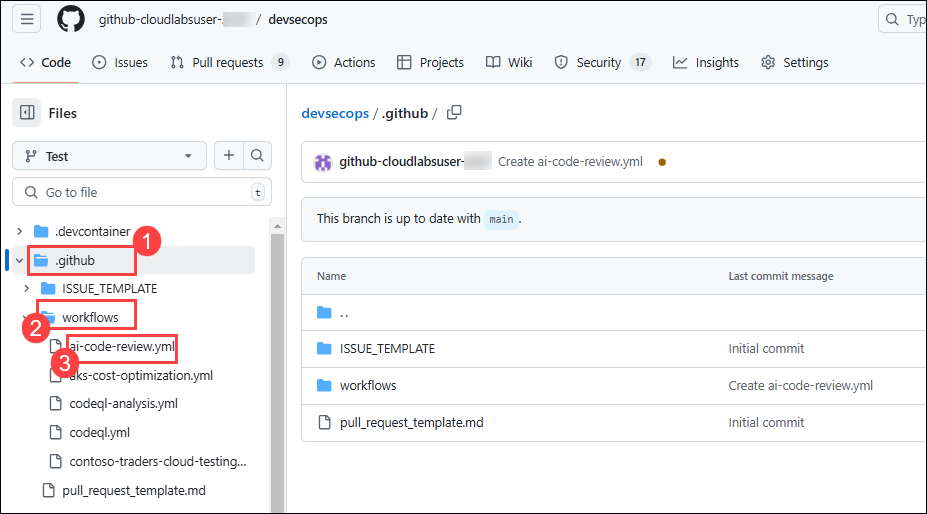 github-cloudlabsuser- / devsecops
Typ
Code
Issues
Pull requests 9
Actions
Projects
Wiki
Security 17
Insights
Settings
Files
Test
Go to file
t
.devcontainer
1
.github
ISSUE_TEMPLATE
2
workflows
3
ai-code-review.yml
aks-cost-optimization.yml
codeql-analysis.yml
codeql.yml
contoso-traders-cloud-testing...
pull_request_template.md
devsecops / .github /
github-cloudlabsuser- Create ai-code-review.yml
This branch is up to date with main .
Name Last commit message
..
ISSUE_TEMPLATE Initial commit
workflows Create ai-code-review.yml
pull_request_template.md Initial commit